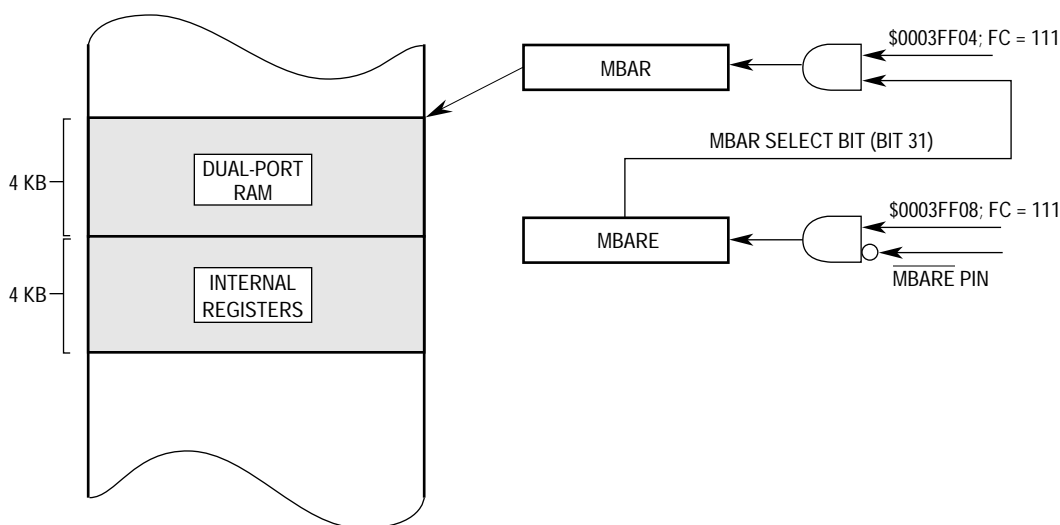 $0003FF04; FC = 111
MBAR
MBAR SELECT BIT (BIT 31)
4 KB
DUAL-PORT
RAM
$0003FF08; FC = 111
MBARE
MBARE PIN
4 KB
INTERNAL
REGISTERS